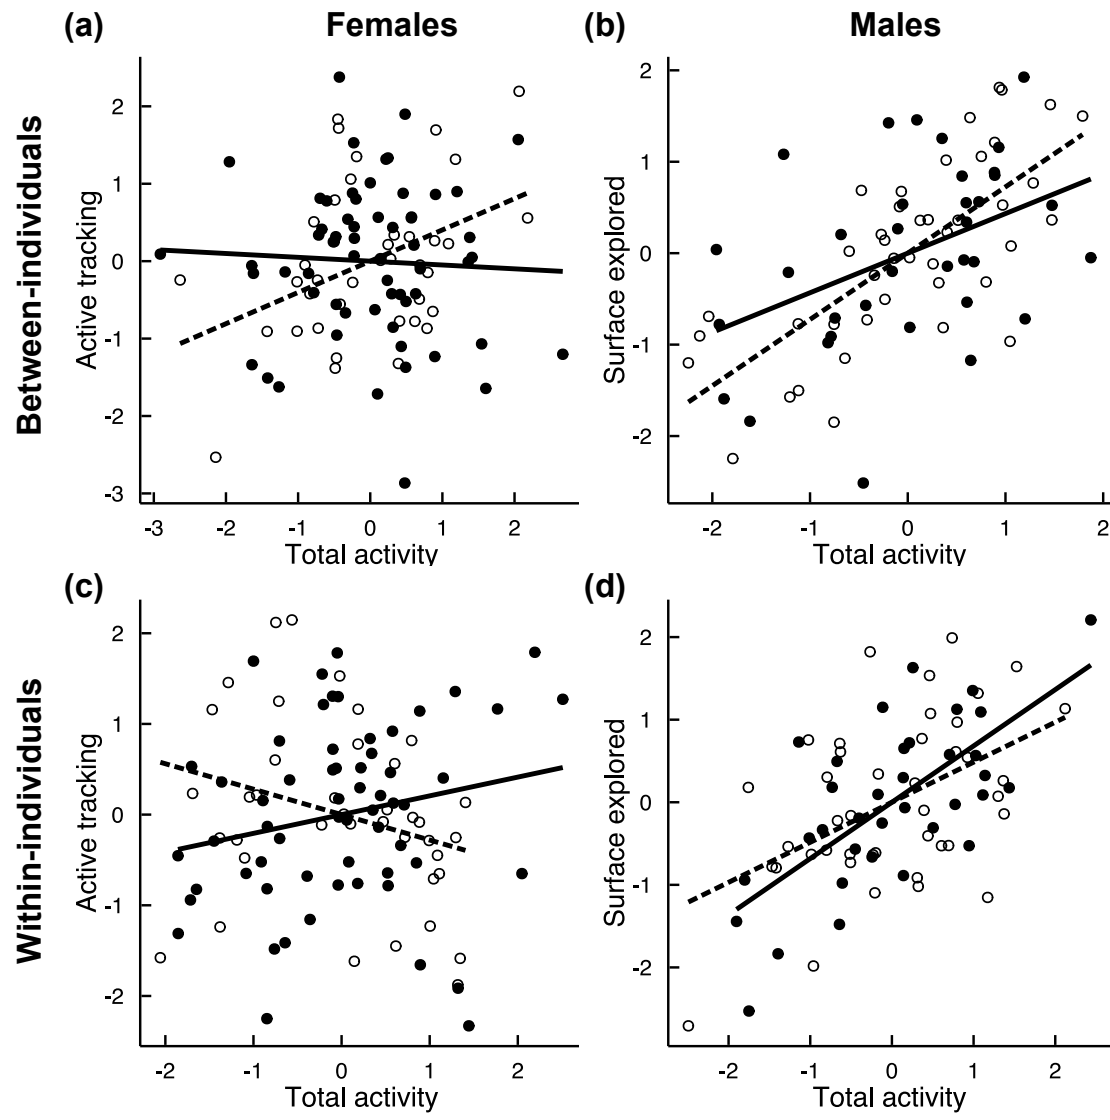 (a) Females (b) Males
Between-individuals
Active tracking
2
1
0
-1
-2
-3
-3 -2 -1 0 1 2
Total activity
Surface explored
2
1
0
-1
-2
-2 -1 0 1 2
Total activity
(c) (d)
Within-individuals
Active tracking
2
1
0
-1
-2
-2 -1 0 1 2
Total activity
Surface explored
2
1
0
-1
-2
-2 -1 0 1 2
Total activity